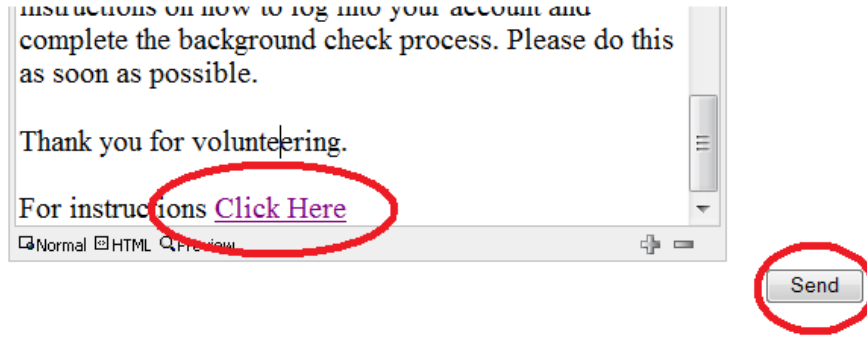 instructions on how to log into your account and
complete the background check process. Please do this
as soon as possible.
Thank you for volunteering.
For instructions Click Here
Normal HTML Preview
Send